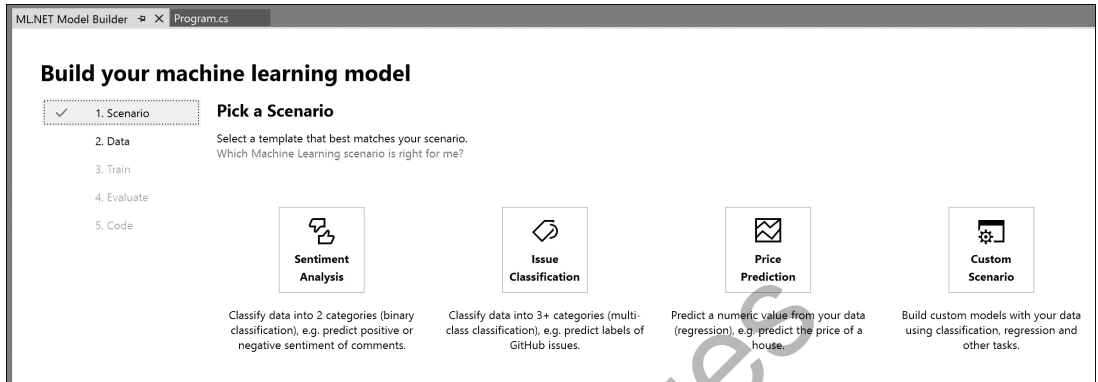 ML.NET Model Builder
Program.cs
Build your machine learning model
1. Scenario
2. Data
3. Train
4. Evaluate
5. Code
Pick a Scenario
Select a template that best matches your scenario.
Which Machine Learning scenario is right for me?
Sentiment
Analysis
Classify data into 2 categories (binary
classification), e.g. predict positive or
negative sentiment of comments.
Issue
Classification
Classify data into 3+ categories (multi-
class classification), e.g. predict labels of
GitHub issues.
Price
Prediction
Predict a numeric value from your data
(regression), e.g. predict the price of a
house.
Custom
Scenario
Build custom models with your data
using classification, regression and
other tasks.